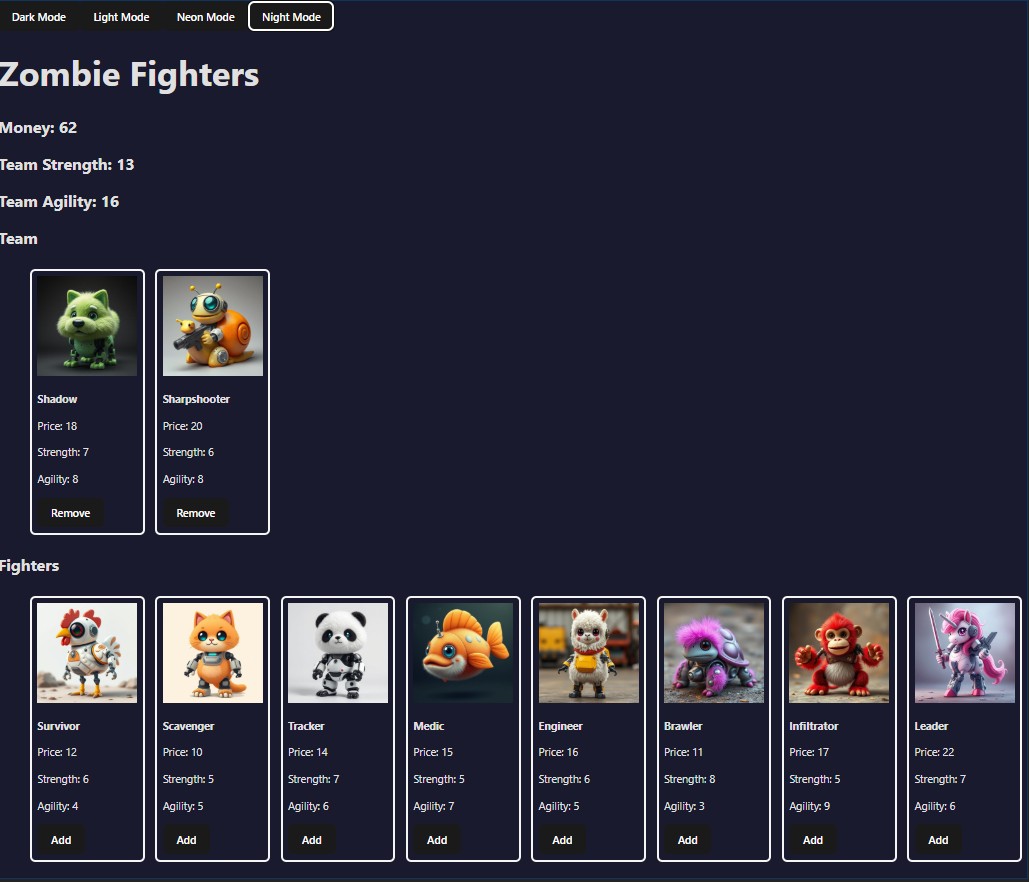 Dark Mode Light Mode Neon Mode Night Mode
Zombie Fighters
Money: 62
Team Strength: 13
Team Agility: 16
Team
Shadow
Price: 18
Strength: 7
Agility: 8
Remove
Sharpshooter
Price: 20
Strength: 6
Agility: 8
Remove
Fighters
Survivor
Price: 12
Strength: 6
Agility: 4
Add
Scavenger
Price: 10
Strength: 5
Agility: 5
Add
Tracker
Price: 14
Strength: 7
Agility: 6
Add
Medic
Price: 15
Strength: 5
Agility: 7
Add
Engineer
Price: 16
Strength: 6
Agility: 5
Add
Brawler
Price: 11
Strength: 8
Agility: 3
Add
Infiltrator
Price: 17
Strength: 5
Agility: 9
Add
Leader
Price: 22
Strength: 7
Agility: 6
Add